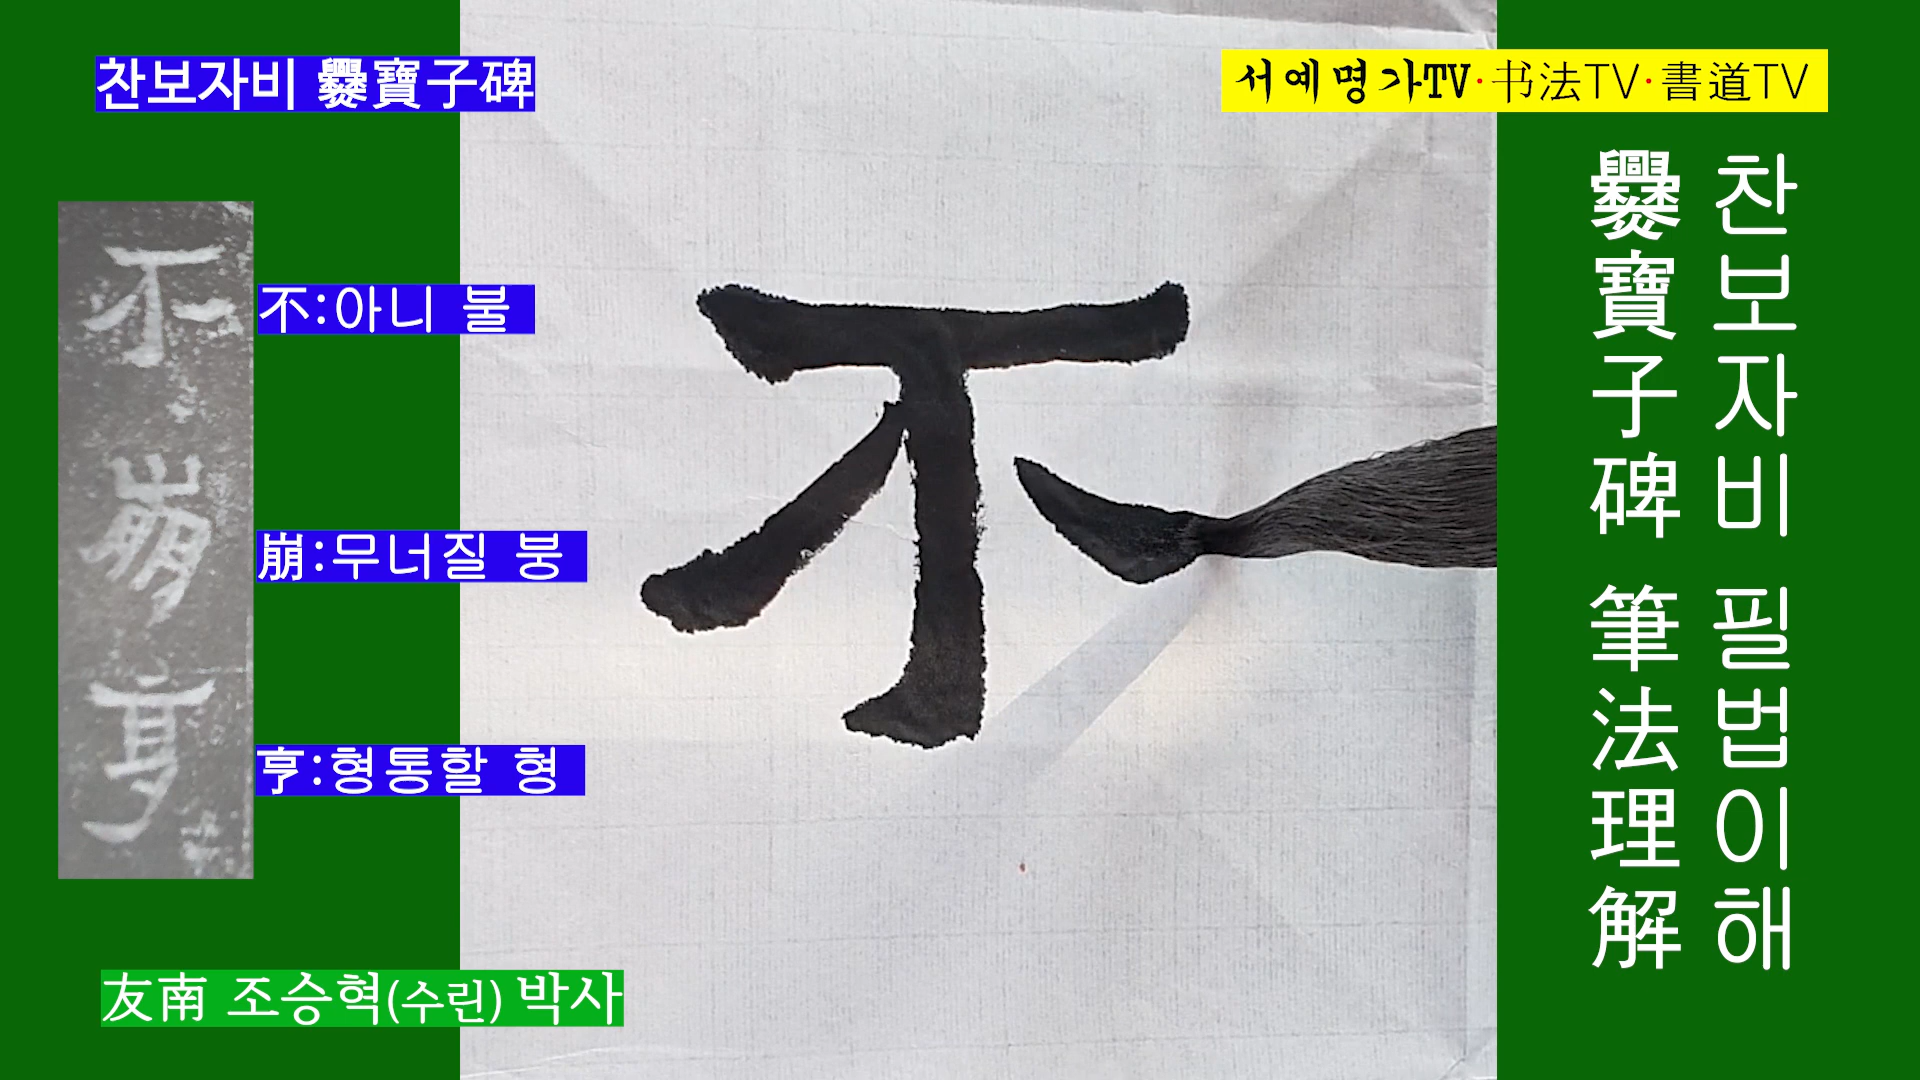 찬보자비 爨寶子碑
서예명가TV·书法TV·書道TV
不
崩
亨
不:아니 불
崩:무너질 붕
亨:형통할 형
不
찬보자비 필법이해
爨寶子碑 筆法理解
友南 조승혁(수린) 박사